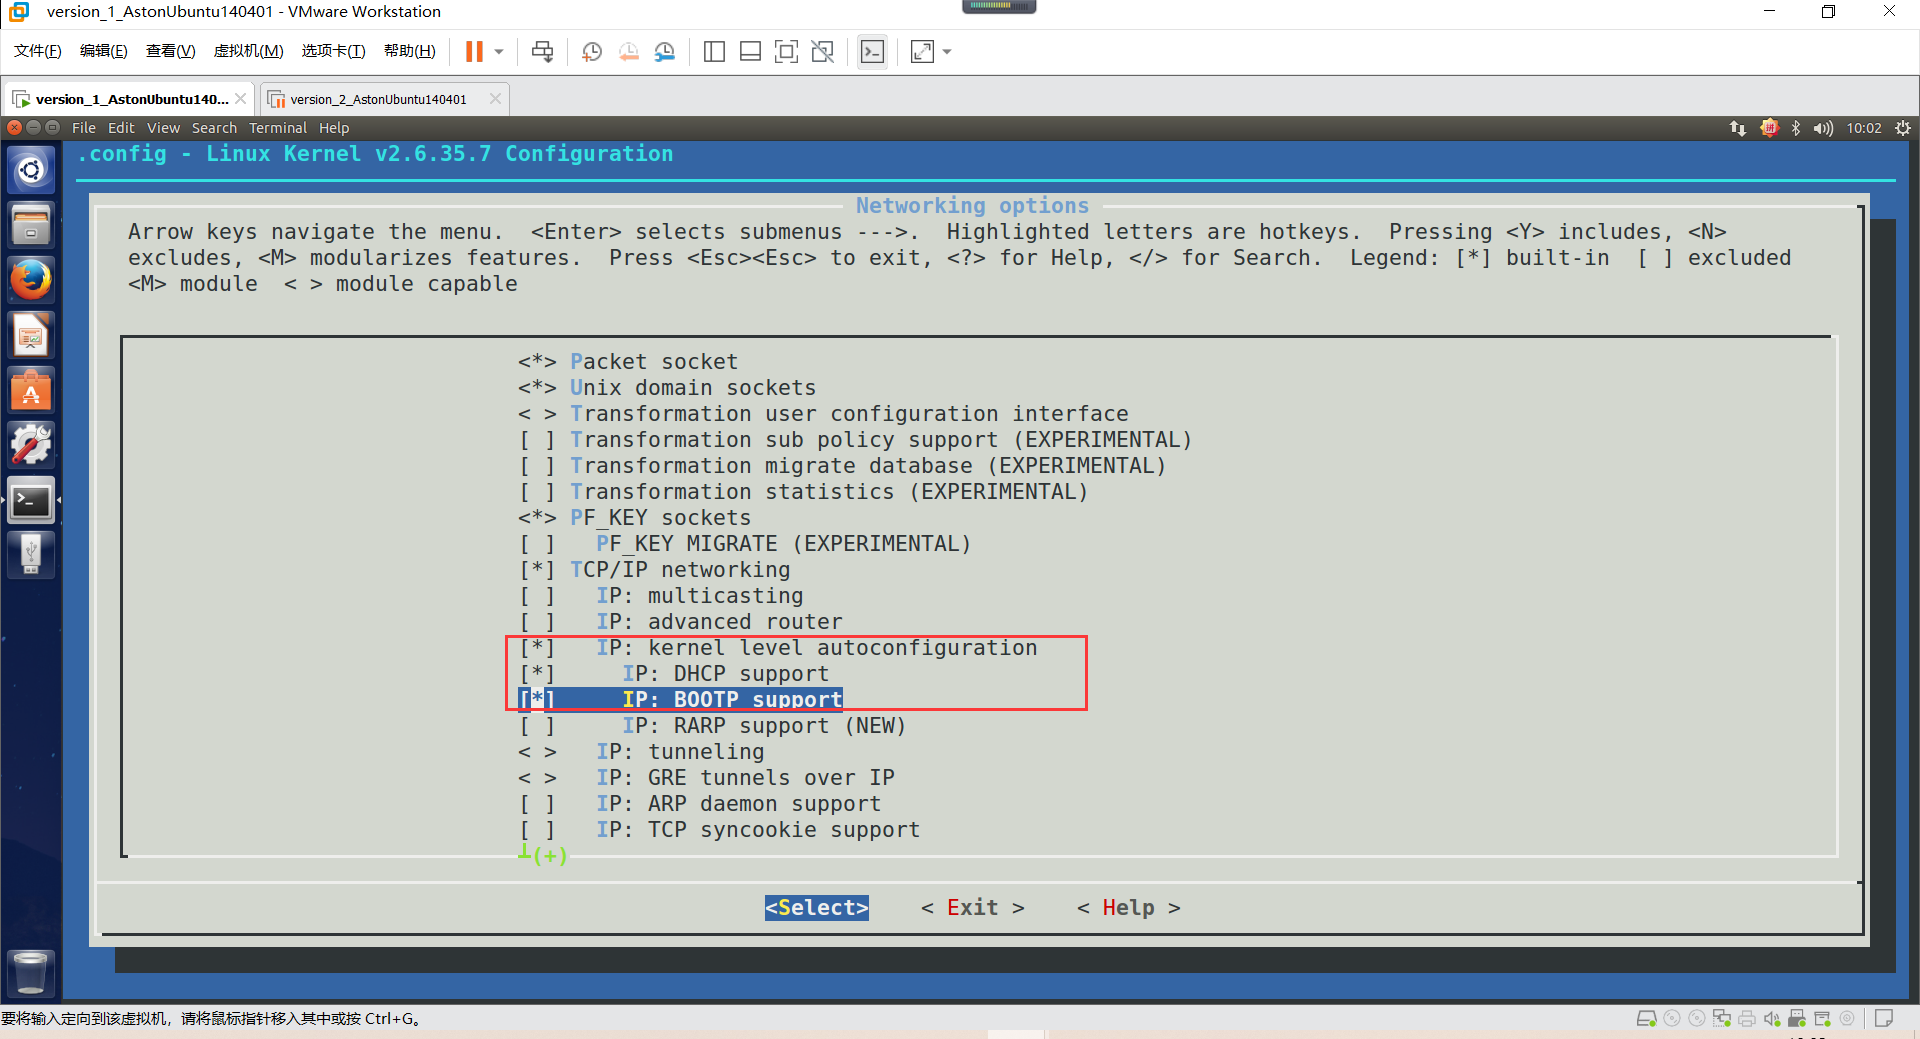 version_1_AstonUbuntu140401 - VMware Workstation
文件(F) 编辑(E) 查看(V) 虚拟机(M) 选项卡(T) 帮助(H)
version_1_AstonUbuntu140... version_2_AstonUbuntu140401
File Edit View Search Terminal Help 10:02
.config - Linux Kernel v2.6.35.7 Configuration
Networking options
Arrow keys navigate the menu.  <Enter> selects submenus --->.  Highlighted letters are hotkeys.  Pressing <Y> includes, <N>
excludes, <M> modularizes features.  Press <Esc><Esc> to exit, <?> for Help, </> for Search.  Legend: [*] built-in  [ ] excluded
<M> module  < > module capable
<*> Packet socket
<*> Unix domain sockets
< > Transformation user configuration interface
[ ] Transformation sub policy support (EXPERIMENTAL)
[ ] Transformation migrate database (EXPERIMENTAL)
[ ] Transformation statistics (EXPERIMENTAL)
<*> PF_KEY sockets
[ ]   PF_KEY MIGRATE (EXPERIMENTAL)
[*] TCP/IP networking
[ ]   IP: multicasting
[ ]   IP: advanced router
[*]   IP: kernel level autoconfiguration
[*]     IP: DHCP support
[*]     IP: BOOTP support
[ ]     IP: RARP support (NEW)
< >   IP: tunneling
< >   IP: GRE tunnels over IP
[ ]   IP: ARP daemon support
[ ]   IP: TCP syncookie support
┴(+)
<Select>    < Exit >    < Help >
要将输入定向到该虚拟机，请将鼠标指针移入其中或按 Ctrl+G。